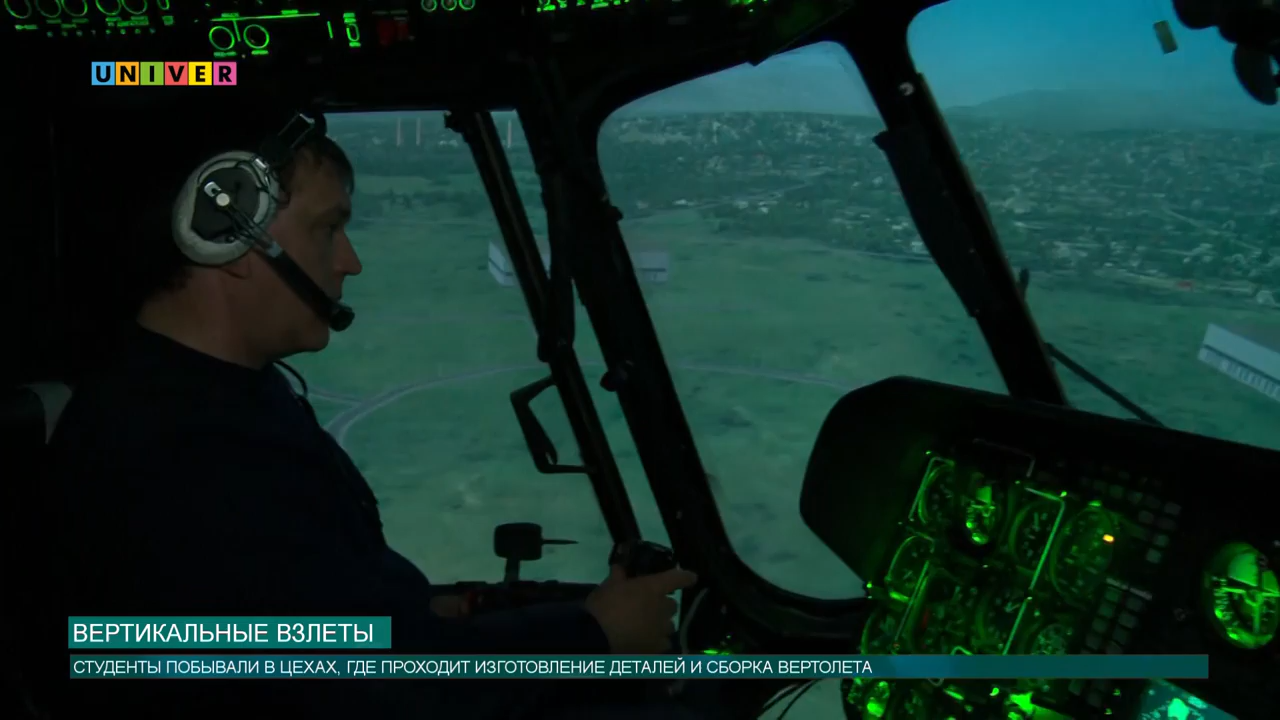 UNIVER
ВЕРТИКАЛЬНЫЕ ВЗЛЕТЫ
СТУДЕНТЫ ПОБЫВАЛИ В ЦЕХАХ, ГДЕ ПРОХОДИТ ИЗГОТОВЛЕНИЕ ДЕТАЛЕЙ И СБОРКА ВЕРТОЛЕТА